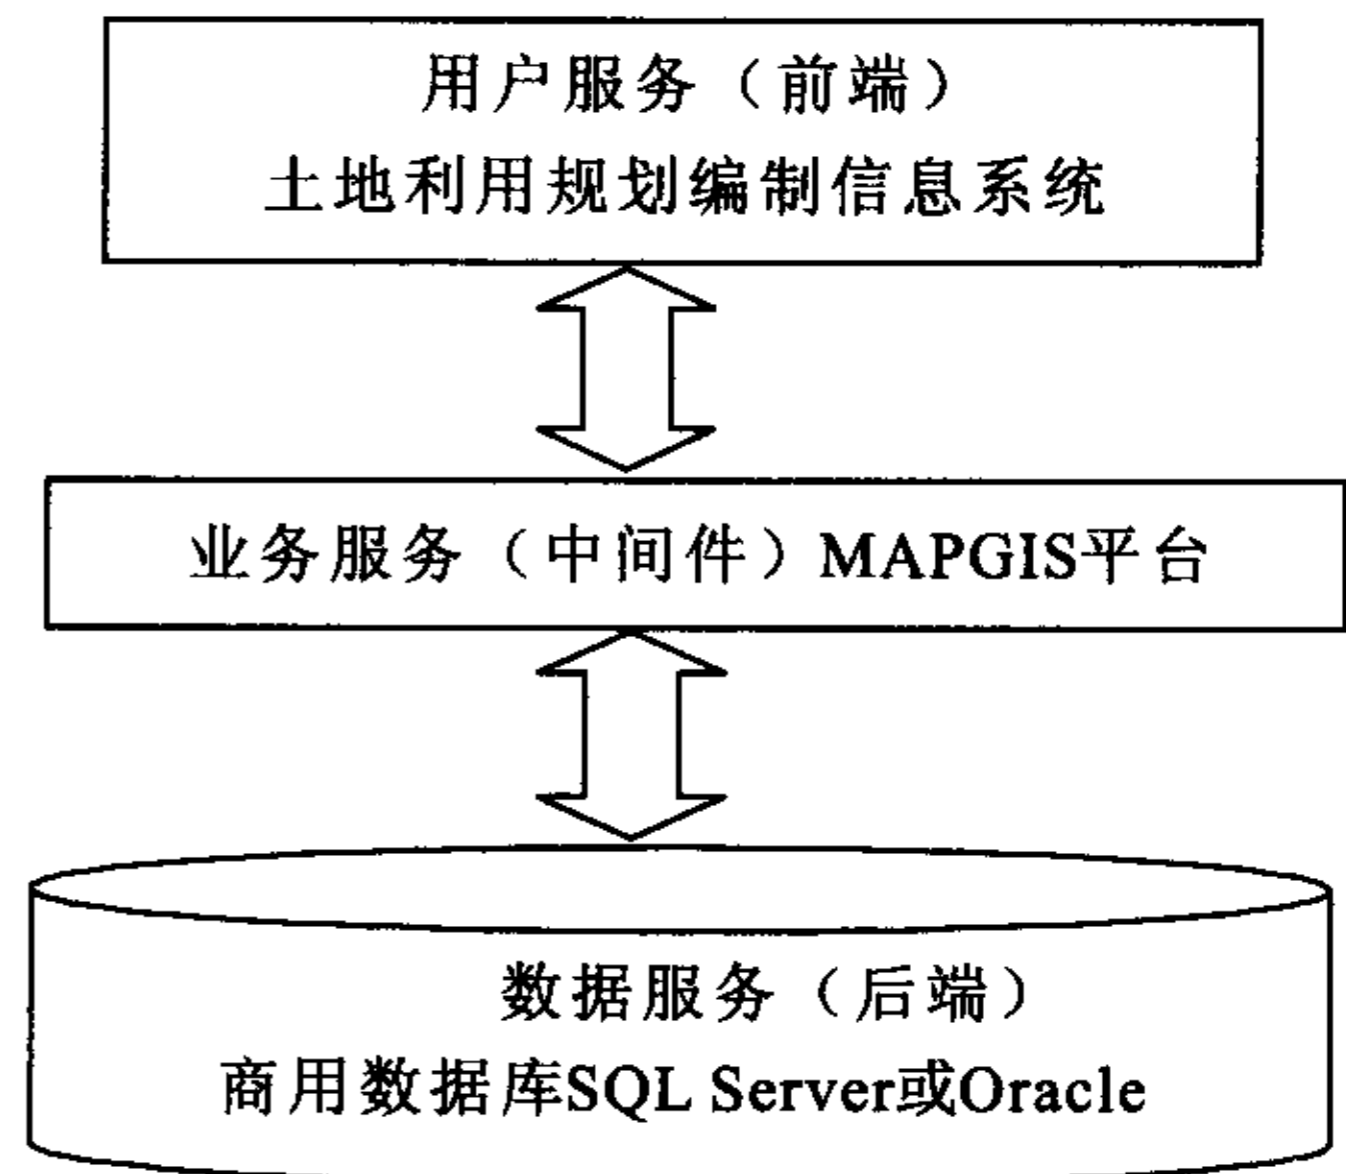 用户服务（前端）
土地利用规划编制信息系统
业务服务（中间件）MAPGIS平台
数据服务（后端）
商用数据库SQL Server或Oracle